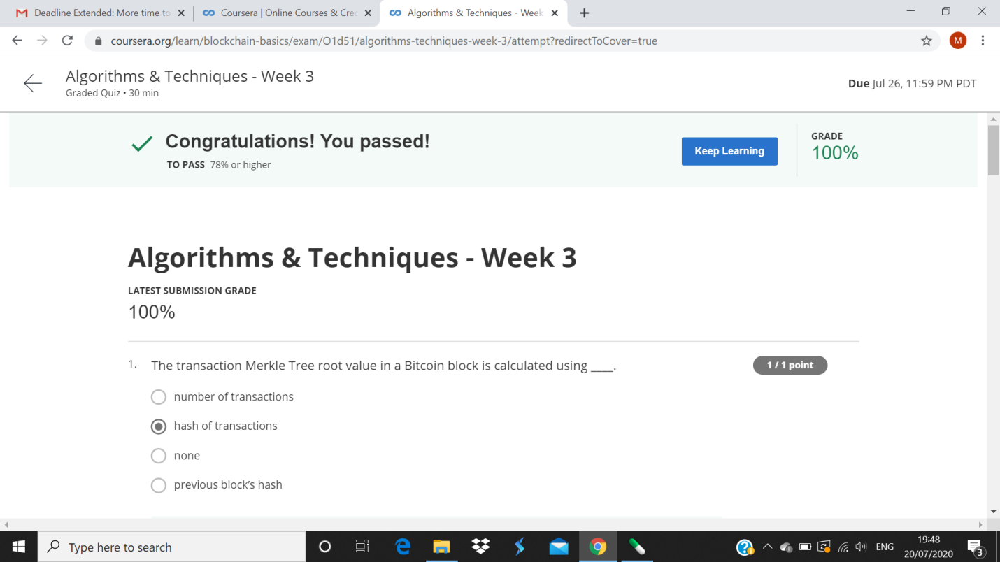 Deadline Extended: More time to
Coursera | Online Courses & Cred
Algorithms & Techniques - Week
coursera.org/learn/blockchain-basics/exam/O1d51/algorithms-techniques-week-3/attempt?redirectToCover=true
M
Algorithms & Techniques - Week 3
Graded Quiz • 30 min
Due Jul 26, 11:59 PM PDT
Congratulations! You passed!
TO PASS 78% or higher
Keep Learning
GRADE
100%
Algorithms & Techniques - Week 3
LATEST SUBMISSION GRADE
100%
1. The transaction Merkle Tree root value in a Bitcoin block is calculated using ____.
1 / 1 point
number of transactions
hash of transactions
none
previous block's hash
Type here to search
ENG
19:48
20/07/2020
3